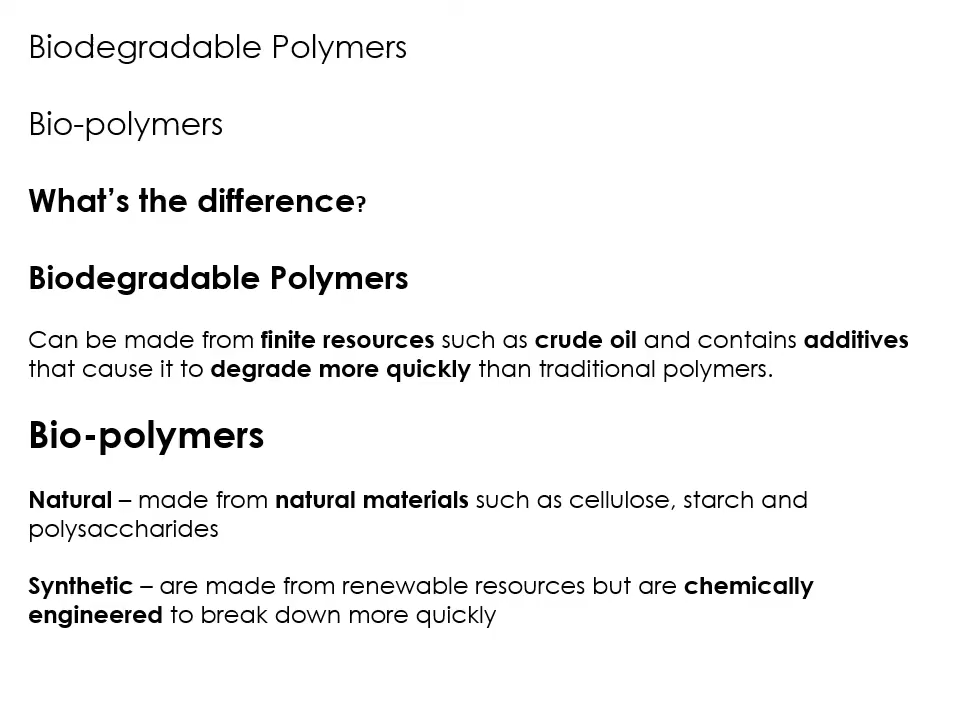 Biodegradable Polymers
Bio-polymers
What’s the difference?
Biodegradable Polymers
Can be made from finite resources such as crude oil and contains additives
that cause it to degrade more quickly than traditional polymers.
Bio-polymers
Natural – made from natural materials such as cellulose, starch and
polysaccharides
Synthetic – are made from renewable resources but are chemically
engineered to break down more quickly